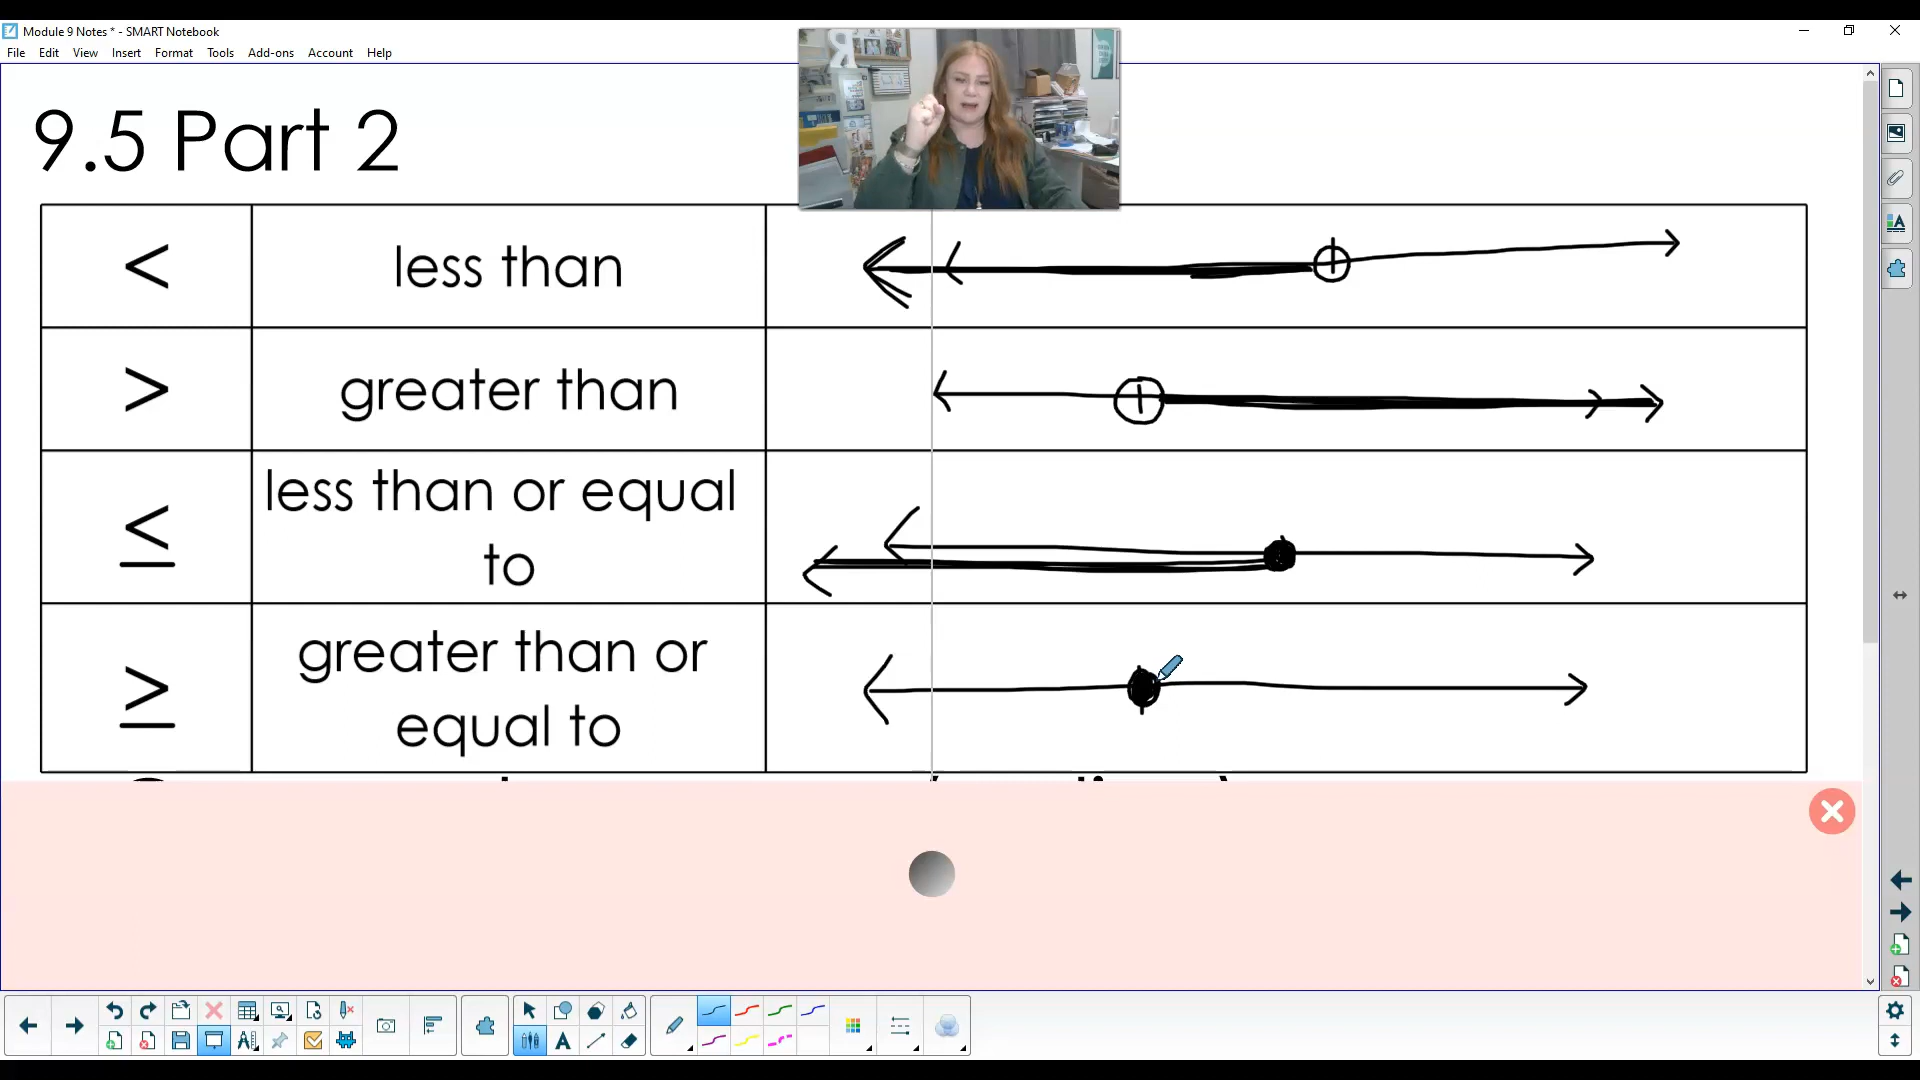 Module 9 Notes * - SMART Notebook
File Edit View Insert Format Tools Add-ons Account Help
9.5 Part 2
< less than
> greater than
≤ less than or equal
to
≥ greater than or
equal to